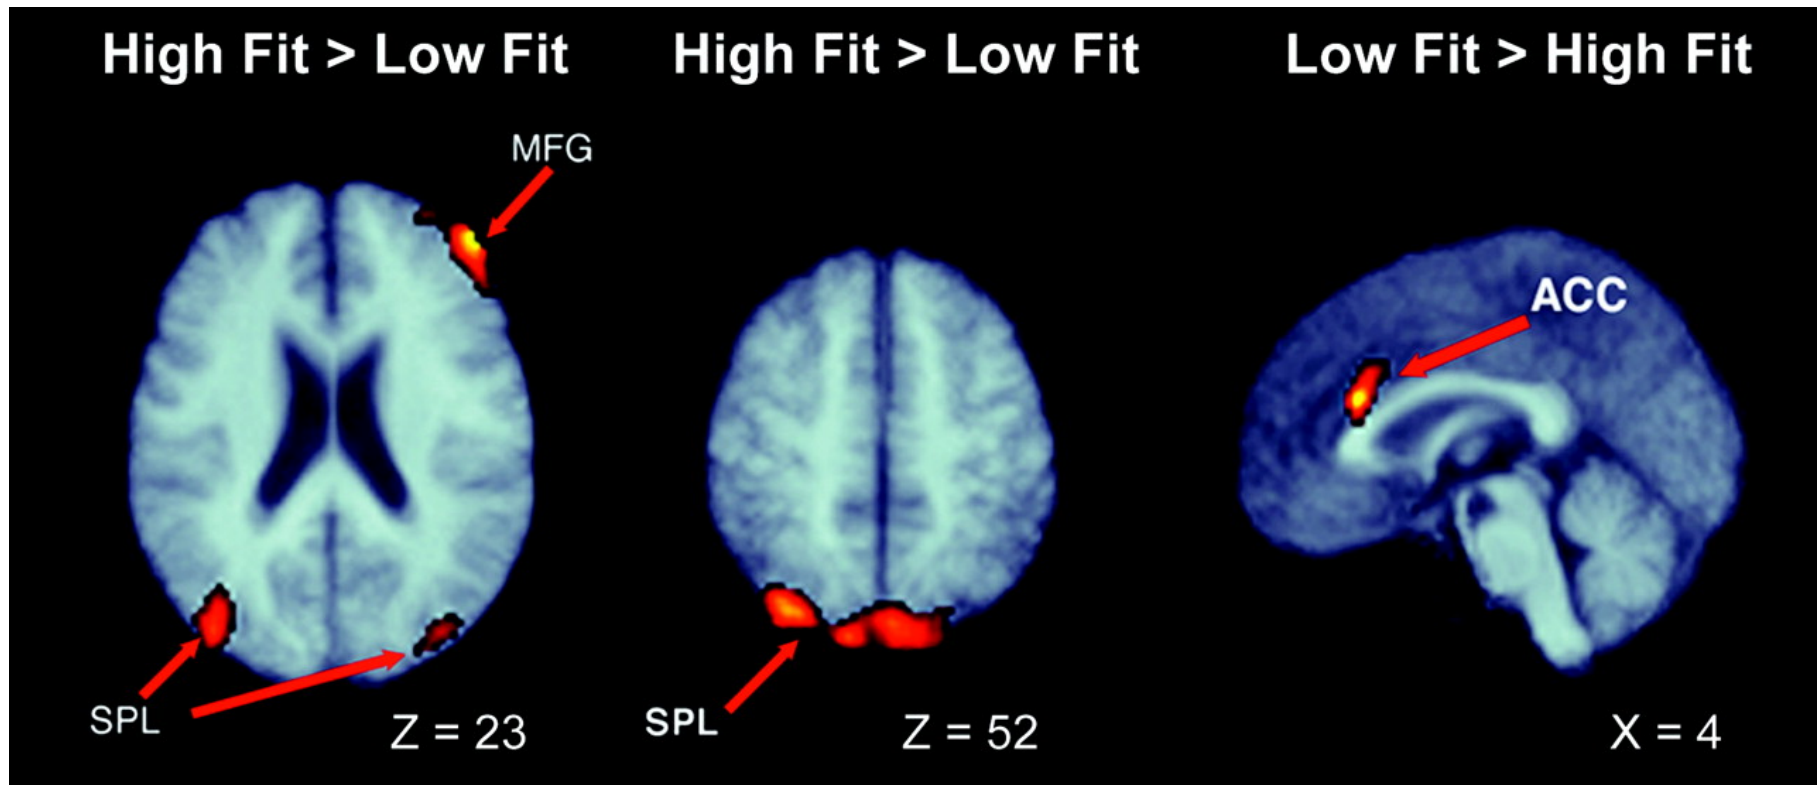 High Fit > Low Fit
High Fit > Low Fit
Low Fit > High Fit
MFG
ACC
SPL
SPL
Z = 23
Z = 52
X = 4